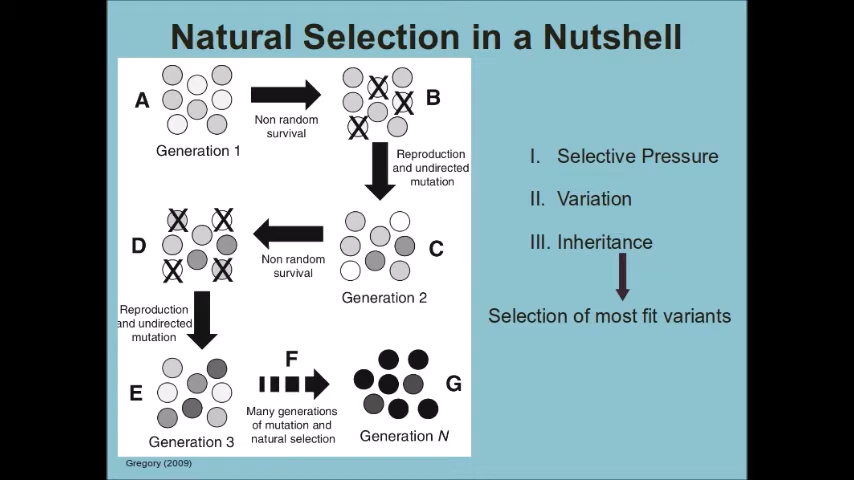 Natural Selection in a Nutshell
A
Generation 1
Non random
survival
B
Reproduction
and undirected
mutation
C
Generation 2
Non random
survival
D
Reproduction
and undirected
mutation
E
Generation 3
F
Many generations
of mutation and
natural selection
G
Generation N
Gregory (2009)
I. Selective Pressure
II. Variation
III. Inheritance
Selection of most fit variants